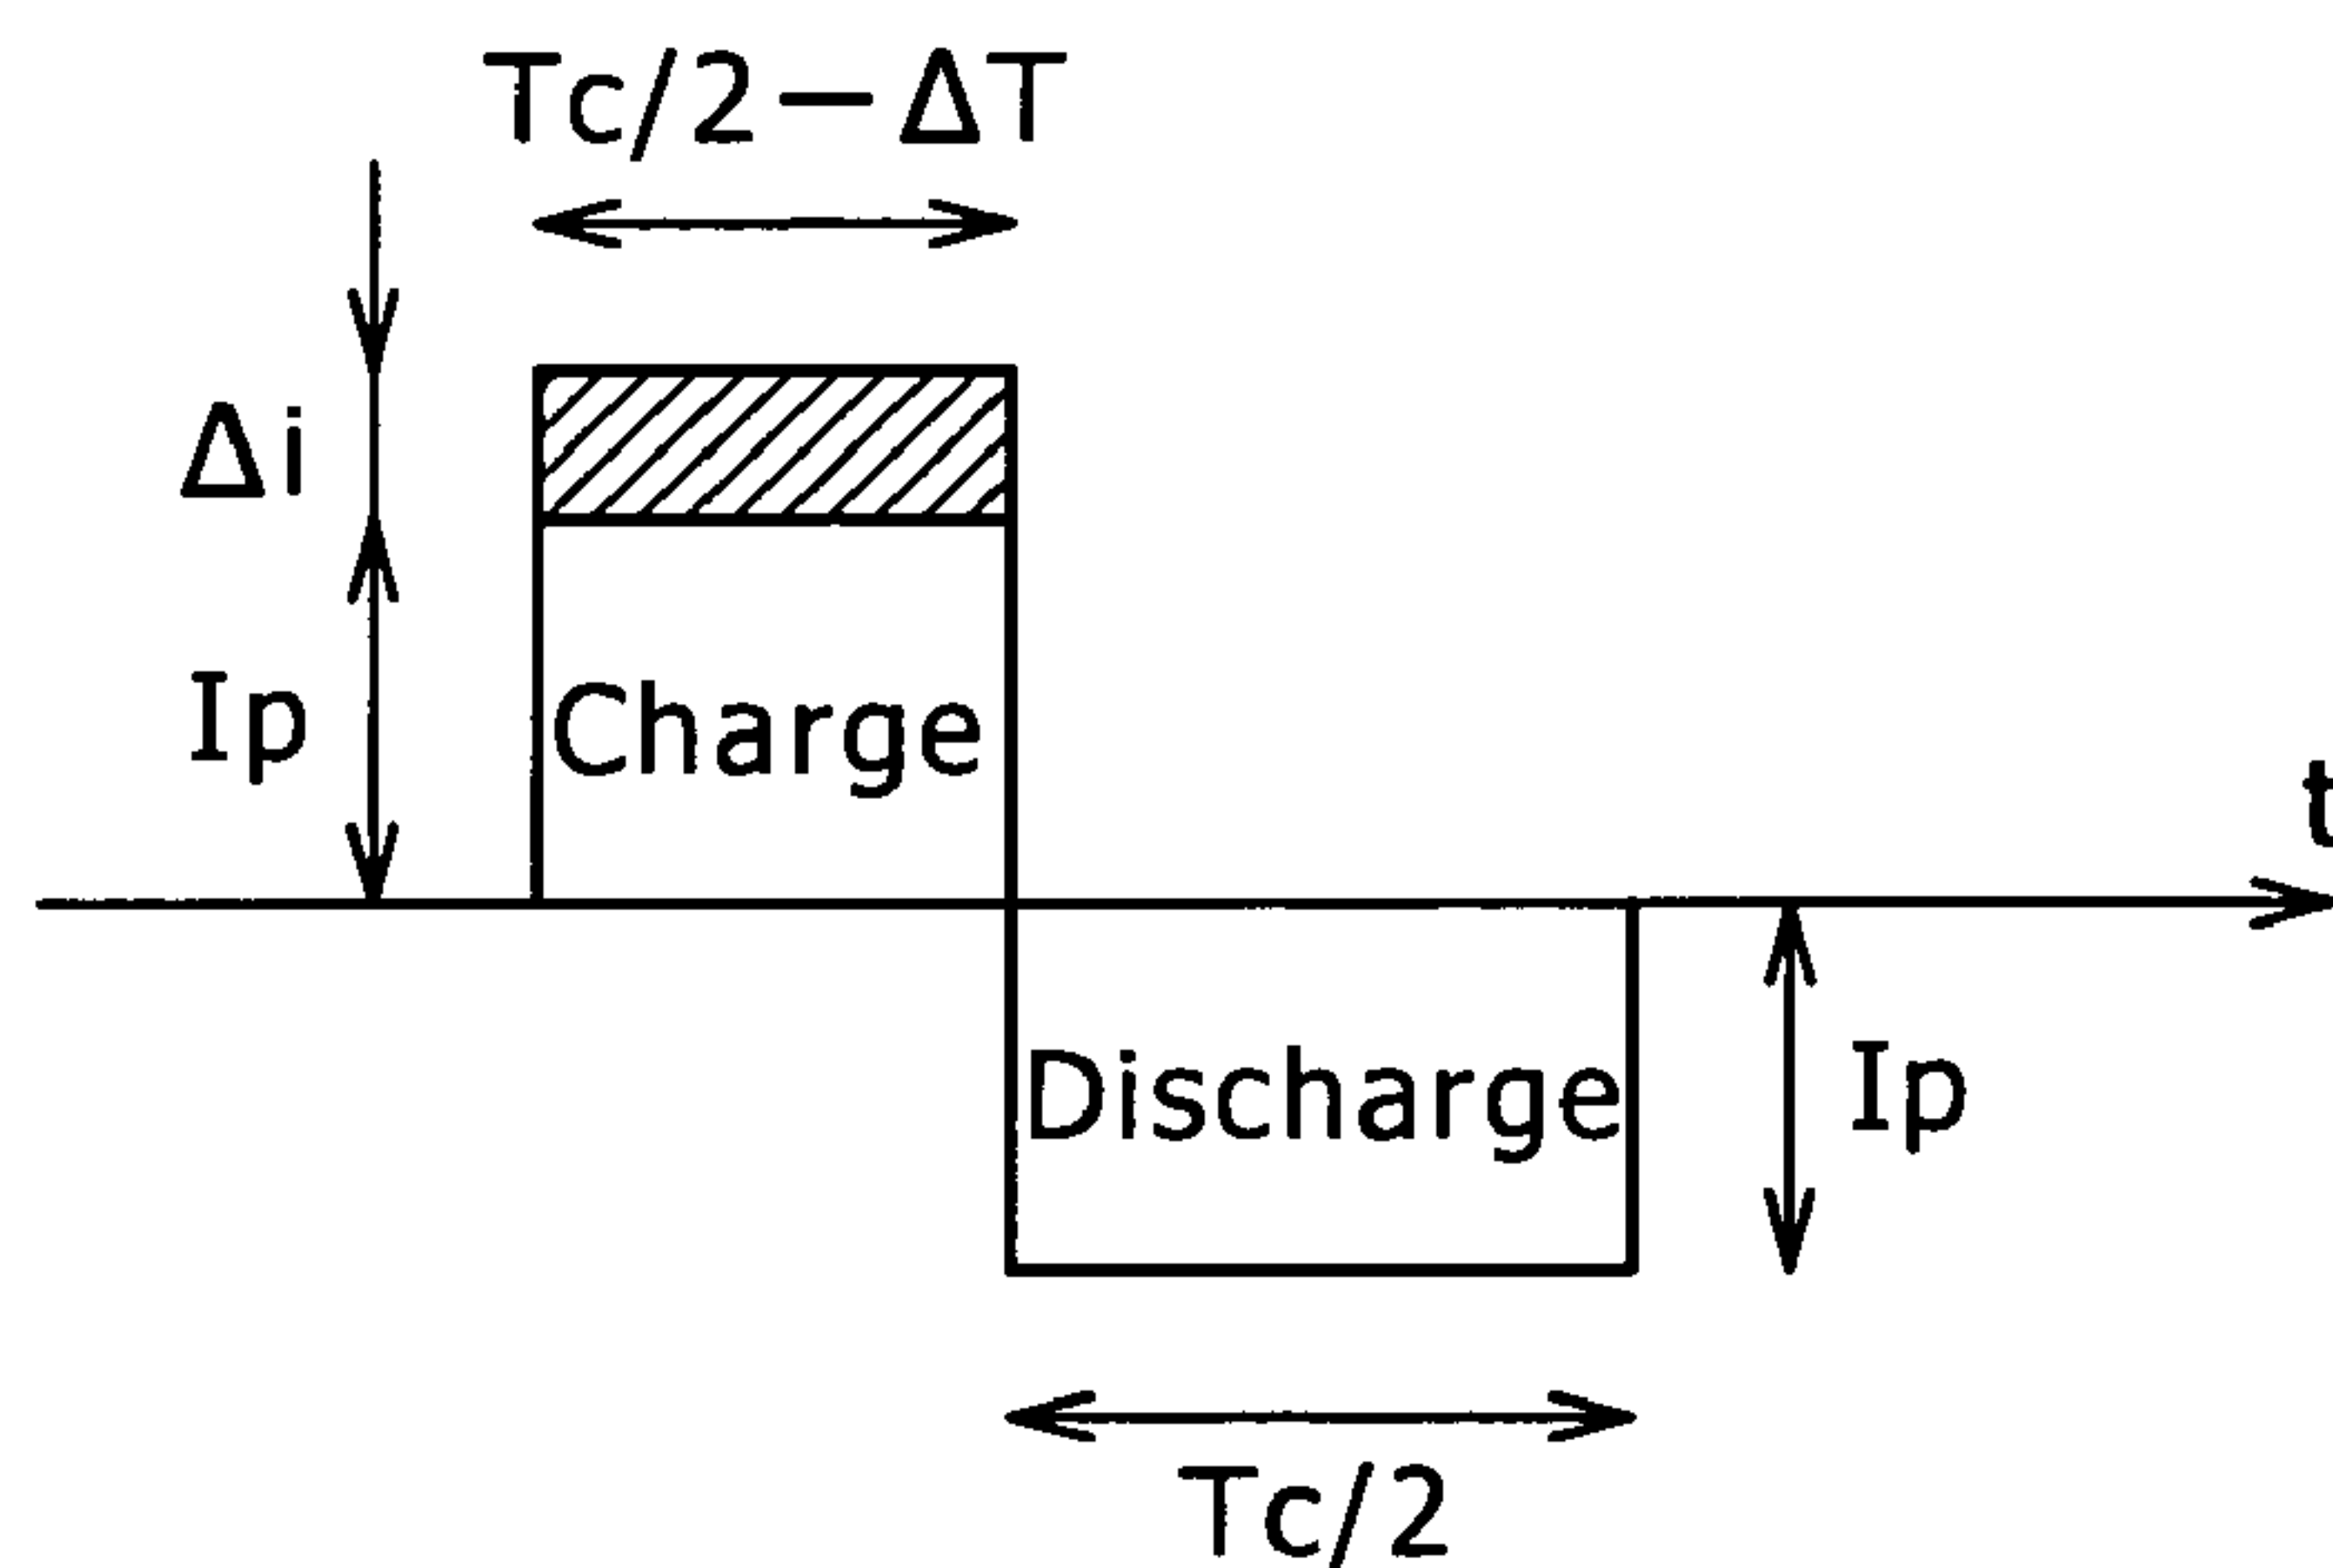 Tc/2−ΔT
Δi
Ip
Charge
t
Discharge
Ip
Tc/2